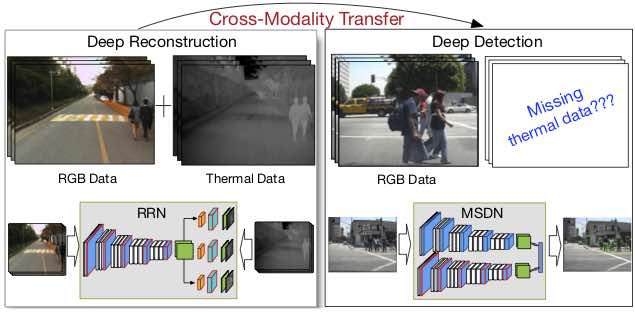 Cross-Modality Transfer
Deep Reconstruction
RGB Data
Thermal Data
RRN
Deep Detection
Missing
thermal data???
RGB Data
MSDN